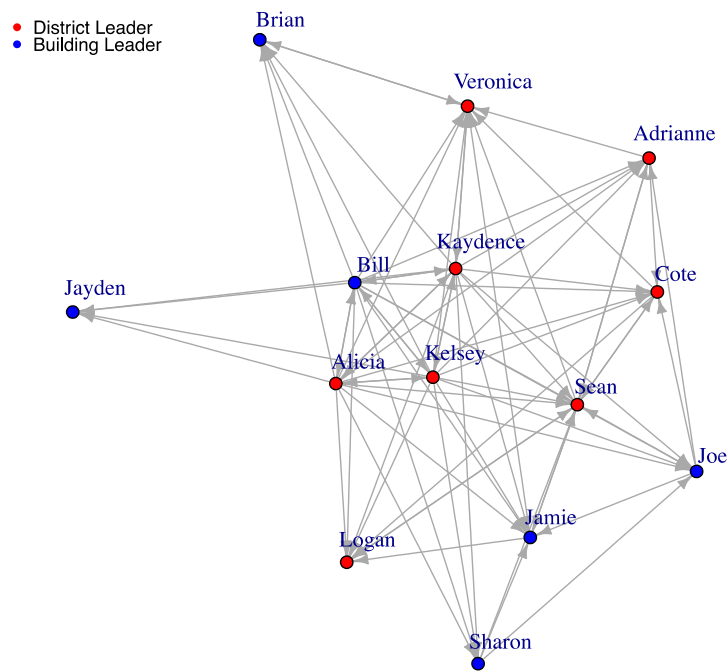 Brian
District Leader
Building Leader
Veronica
Adrianne
Kaydence
Bill
Cote
Jayden
Kelsey
Alicia
Sean
Joe
Jamie
Logan
Sharon